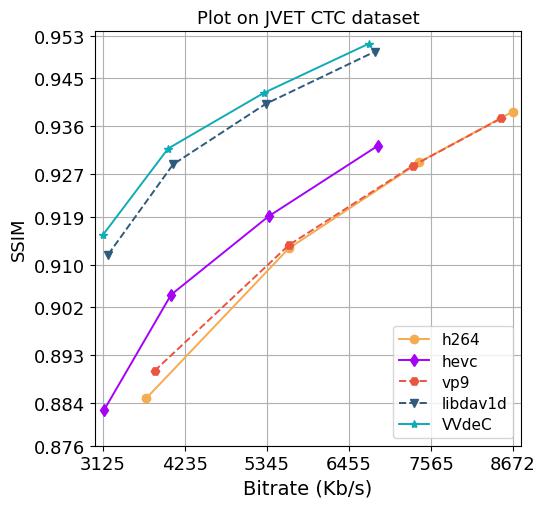 Plot on JVET CTC dataset
SSIM
0.953
0.945
0.936
0.927
0.919
0.910
0.902
0.893
0.884
0.876
3125 4235 5345 6455 7565 8672
Bitrate (Kb/s)
h264
hevc
vp9
libdav1d
VVdeC